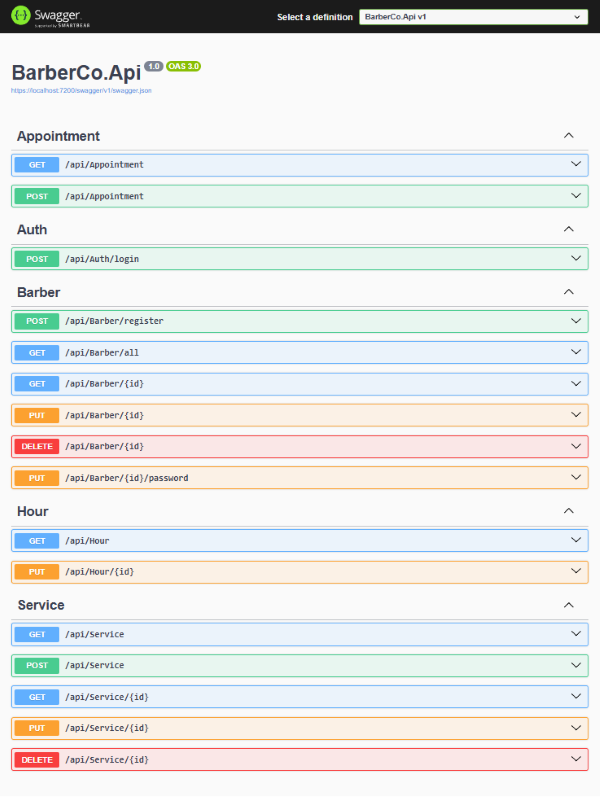 Swagger.
Supported by SMARTBEAR
Select a definition
BarberCo.Api v1
BarberCo.Api 1.0 OAS 3.0
https://localhost:7200/swagger/v1/swagger.json
Appointment
GET /api/Appointment
POST /api/Appointment
Auth
POST /api/Auth/login
Barber
POST /api/Barber/register
GET /api/Barber/all
GET /api/Barber/{id}
PUT /api/Barber/{id}
DELETE /api/Barber/{id}
PUT /api/Barber/{id}/password
Hour
GET /api/Hour
PUT /api/Hour/{id}
Service
GET /api/Service
POST /api/Service
GET /api/Service/{id}
PUT /api/Service/{id}
DELETE /api/Service/{id}